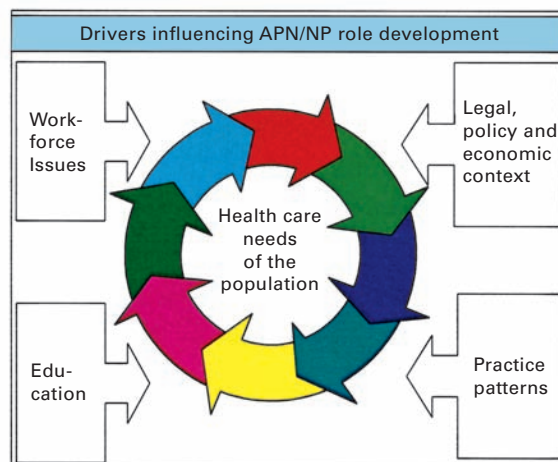 Drivers influencing APN/NP role development
Work-
force
Issues
Legal,
policy and
economic
context
Health care
needs
of the
population
Edu-
cation
Practice
patterns